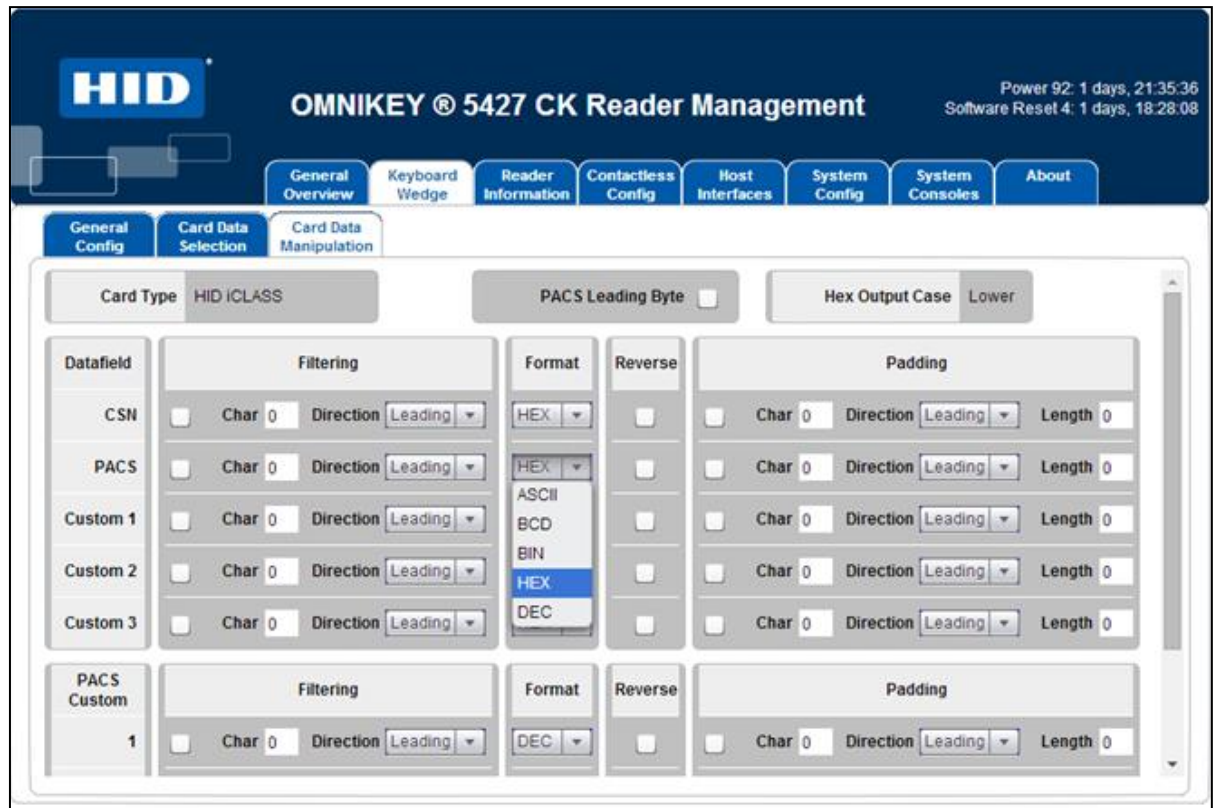 HID
OMNIKEY ® 5427 CK Reader Management
Power 92: 1 days, 21:35:36
Software Reset 4: 1 days, 18:28:08
General Overview Keyboard Wedge Reader Information Contactless Config Host Interfaces System Config System Consoles About
General Config Card Data Selection Card Data Manipulation
Card Type HID iCLASS PACS Leading Byte Hex Output Case Lower
Datafield Filtering Format Reverse Padding
CSN Char 0 Direction Leading HEX Char 0 Direction Leading Length 0
PACS Char 0 Direction Leading HEX Char 0 Direction Leading Length 0
ASCII
Custom 1 Char 0 Direction Leading BCD Char 0 Direction Leading Length 0
BIN
Custom 2 Char 0 Direction Leading HEX Char 0 Direction Leading Length 0
Custom 3 Char 0 Direction Leading DEC Char 0 Direction Leading Length 0
PACS Custom Filtering Format Reverse Padding
1 Char 0 Direction Leading DEC Char 0 Direction Leading Length 0